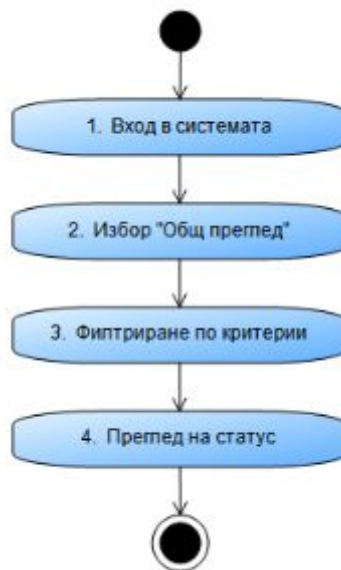 1. Вход в системата
2. Избор "Общ преглед"
3. Филтриране по критерии
4. Преглед на статус